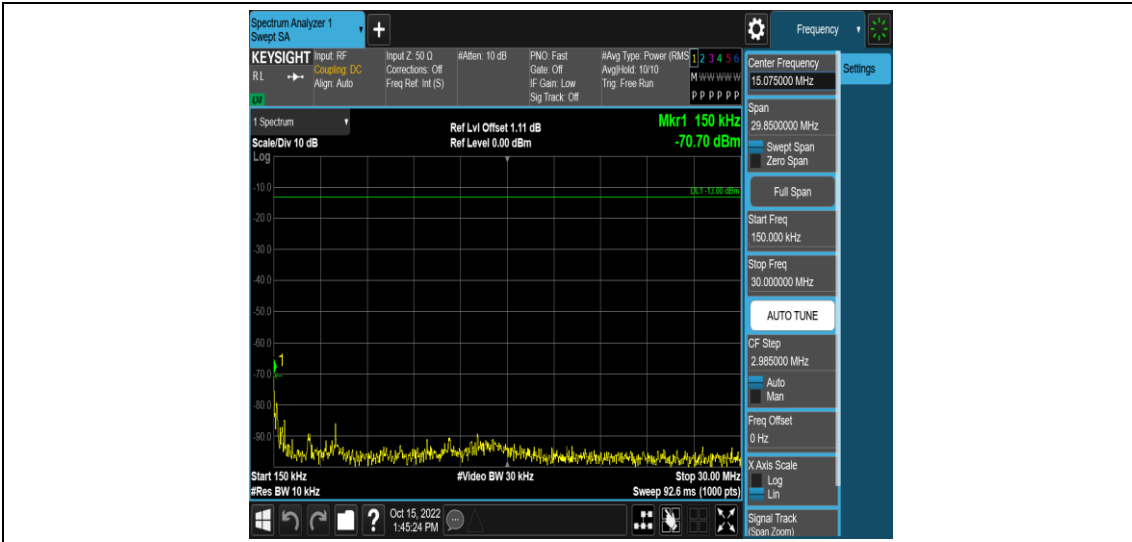 Spectrum Analyzer 1
Swept SA
+
Frequency
KEYSIGHT
RL
LXI
Input: RF
Coupling: DC
Align: Auto
Input Z: 50 Ω
Corrections: Off
Freq Ref: Int (S)
#Atten: 10 dB
PNO: Fast
Gate: Off
IF Gain: Low
Sig Track: Off
#Avg Type: Power (RMS
Avg|Hold: 10/10
Trig: Free Run
1 2 3 4 5 6
M W W W W W
P P P P P P
1 Spectrum
Scale/Div 10 dB
Log
Ref Lvl Offset 1.11 dB
Ref Level 0.00 dBm
Mkr1 150 kHz
-70.70 dBm
DL1 -13.00 dBm
-10.0
-20.0
-30.0
-40.0
-50.0
-60.0
-70.0
-80.0
-90.0
1
Start 150 kHz
#Res BW 10 kHz
#Video BW 30 kHz
Stop 30.00 MHz
Sweep 92.6 ms (1000 pts)
?
Oct 15, 2022
1:45:24 PM
Center Frequency
15.075000 MHz
Span
29.8500000 MHz
Swept Span
Zero Span
Full Span
Start Freq
150.000 kHz
Stop Freq
30.000000 MHz
AUTO TUNE
CF Step
2.985000 MHz
Auto
Man
Freq Offset
0 Hz
X Axis Scale
Log
Lin
Signal Track
(Span Zoom)
Settings